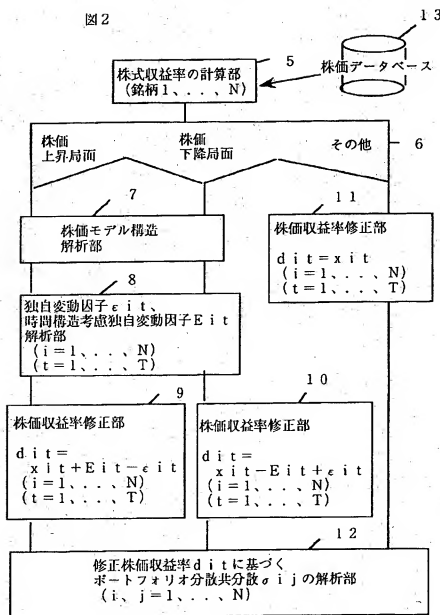 図2
13
5
株式収益率の計算部
(銘柄1、...、N)
株価データベース
株価
上昇局面
株価
下降局面
その他
6
7
株価モデル構造
解析部
11
株価収益率修正部
dit=xit
(i=1、...、N)
(t=1、...、T)
8
独自変動因子εit、
時間構造考慮独自変動因子Eit
解析部
(i=1、...、N)
(t=1、...、T)
9
株価収益率修正部
dit=
xit+Eit-εit
(i=1、...、N)
(t=1、...、T)
10
株価収益率修正部
dit=
xit-Eit+εit
(i=1、...、N)
(t=1、...、T)
12
修正株価収益率ditに基づく
ポートフォリオ分散共分散σijの解析部
(i、j=1、...、N)